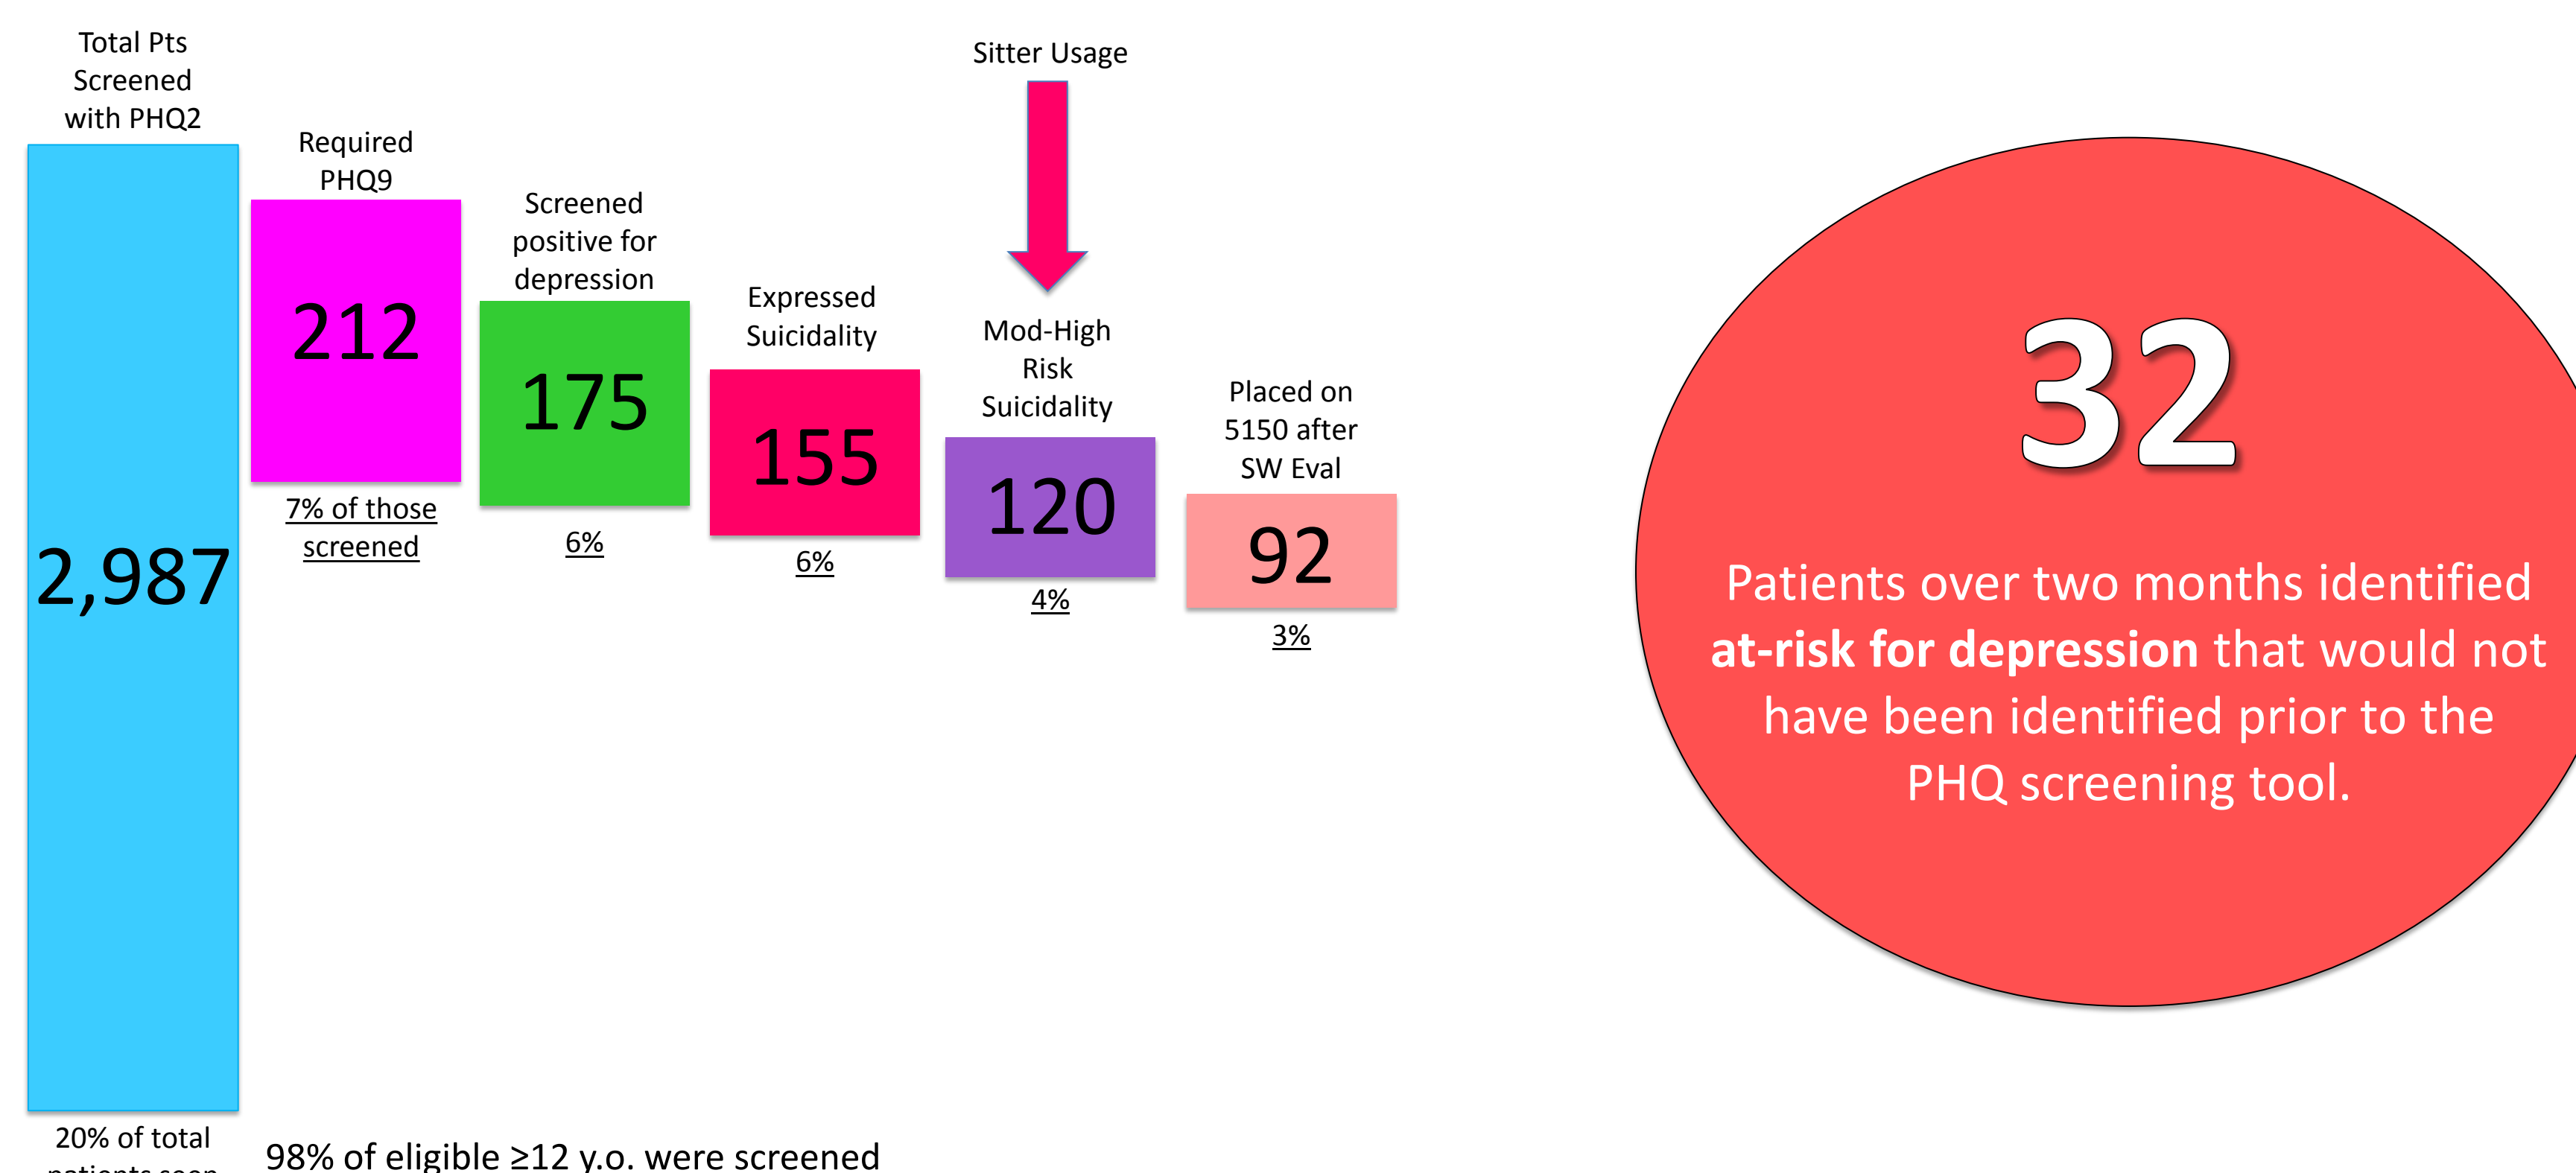 Total Pts
Screened
with PHQ2
2,987
20% of total
patients seen
Required
PHQ9
212
7% of those
screened
Screened
positive for
depression
175
6%
Expressed
Suicidality
155
6%
Sitter Usage
Mod-High
Risk
Suicidality
120
4%
Placed on
5150 after
SW Eval
92
3%
98% of eligible ≥12 y.o. were screened
32
Patients over two months identified
at-risk for depression that would not
have been identified prior to the
PHQ screening tool.